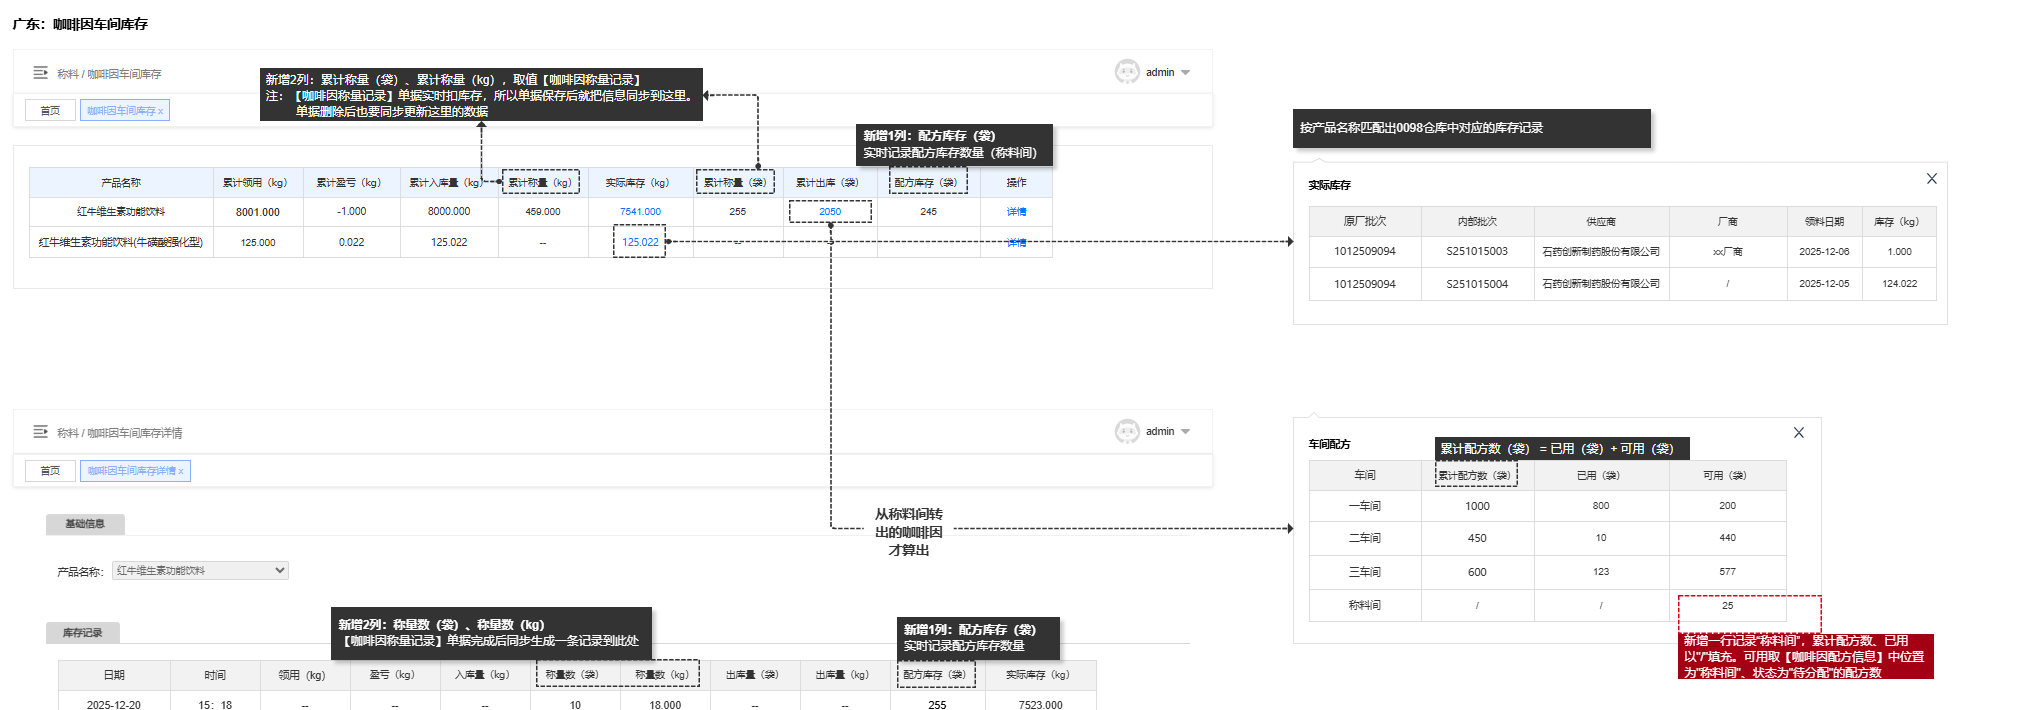 广东：咖啡因车间库存
称料 / 咖啡因车间库存
admin
首页
咖啡因车间库存 x
新增2列：累计称量（袋）、累计称量（kg），取值【咖啡因称量记录】
注：【咖啡因称量记录】单据实时扣库存，所以单据保存后就把信息同步到这里。
单据删除后也要同步更新这里的数据
新增1列：配方库存（袋）
实时记录配方库存数量（称料间）
产品名称 累计领用（kg） 累计盈亏（kg） 累计入库量（kg） 累计称量（kg） 实际库存（kg） 累计称量（袋） 累计出库（袋） 配方库存（袋） 操作
红牛维生素功能饮料 8001.000 -1.000 8000.000 459.000 7541.000 255 2050 245 详情
红牛维生素功能饮料(牛磺酸强化型) 125.000 0.022 125.022 -- 125.022 -- -- 详情
按产品名称匹配出0098仓库中对应的库存记录
实际库存
X
原厂批次 内部批次 供应商 厂商 领料日期 库存（kg）
1012509094 S251015003 石药创新制药股份有限公司 xx厂商 2025-12-06 1.000
1012509094 S251015004 石药创新制药股份有限公司 / 2025-12-05 124.022
称料 / 咖啡因车间库存详情
admin
首页
咖啡因车间库存详情 x
基础信息
产品名称：
红牛维生素功能饮料
从称料间转
出的咖啡因
才算出
车间配方
X
累计配方数（袋） = 已用（袋）+ 可用（袋）
车间 累计配方数（袋） 已用（袋） 可用（袋）
一车间 1000 800 200
二车间 450 10 440
三车间 600 123 577
称料间 / / 25
新增一行记录"称料间"，累计配方数、已用
以"/"填充。可用取【咖啡因配方信息】中位置
为"称料间"、状态为"待分配"的配方数
库存记录
新增2列：称量数（袋）、称量数（kg）
【咖啡因称量记录】单据完成后同步生成一条记录到此处
新增1列：配方库存（袋）
实时记录配方库存数量
日期 时间 领用（kg） 盈亏（kg） 入库量（kg） 称量数（袋） 称量数（kg） 出库量（袋） 出库量（kg） 配方库存（袋） 实际库存（kg）
2025-12-20 15：18 -- -- -- 10 18.000 -- -- 255 7523.000